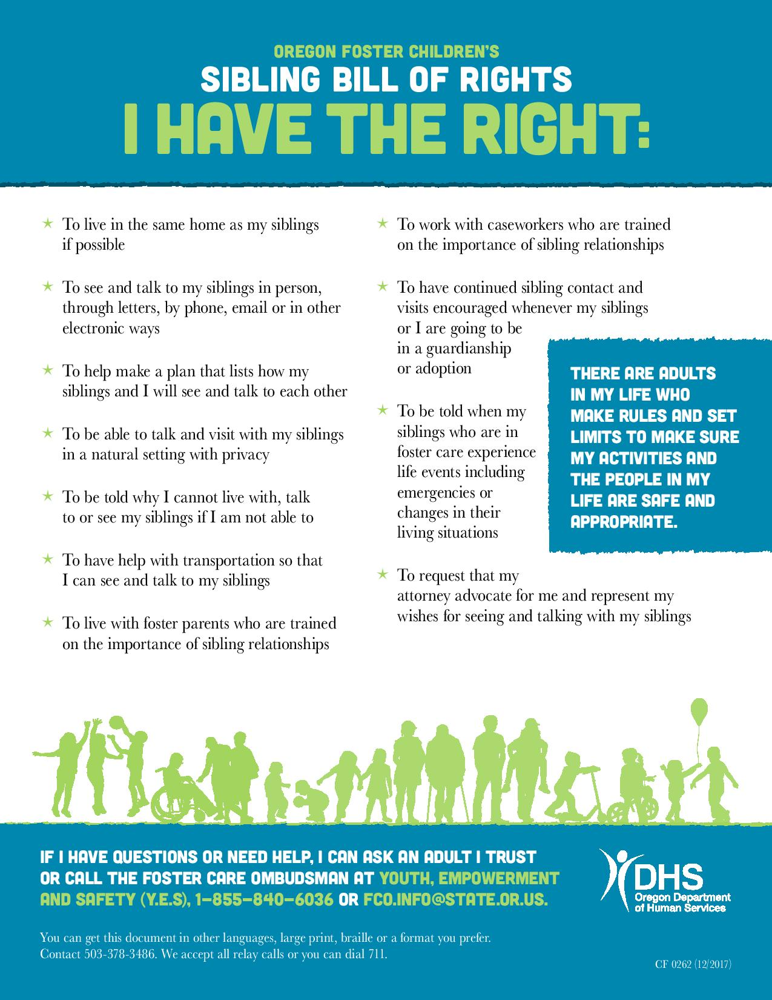 OREGON FOSTER CHILDREN'S
SIBLING BILL OF RIGHTS
I HAVE THE RIGHT:
To live in the same home as my siblings
if possible
To see and talk to my siblings in person,
through letters, by phone, email or in other
electronic ways
To help make a plan that lists how my
siblings and I will see and talk to each other
To be able to talk and visit with my siblings
in a natural setting with privacy
To be told why I cannot live with, talk
to or see my siblings if I am not able to
To have help with transportation so that
I can see and talk to my siblings
To live with foster parents who are trained
on the importance of sibling relationships
To work with caseworkers who are trained
on the importance of sibling relationships
To have continued sibling contact and
visits encouraged whenever my siblings
or I are going to be
in a guardianship
or adoption
To be told when my
siblings who are in
foster care experience
life events including
emergencies or
changes in their
living situations
To request that my
attorney advocate for me and represent my
wishes for seeing and talking with my siblings
THERE ARE ADULTS
IN MY LIFE WHO
MAKE RULES AND SET
LIMITS TO MAKE SURE
MY ACTIVITIES AND
THE PEOPLE IN MY
LIFE ARE SAFE AND
APPROPRIATE.
IF I HAVE QUESTIONS OR NEED HELP, I CAN ASK AN ADULT I TRUST
OR CALL THE FOSTER CARE OMBUDSMAN AT YOUTH, EMPOWERMENT
AND SAFETY (Y.E.S), 1-855-840-6036 OR FCO.INFO@STATE.OR.US.
DHS
Oregon Department
of Human Services
You can get this document in other languages, large print, braille or a format you prefer.
Contact 503-378-3486. We accept all relay calls or you can dial 711.
CF 0262 (12/2017)